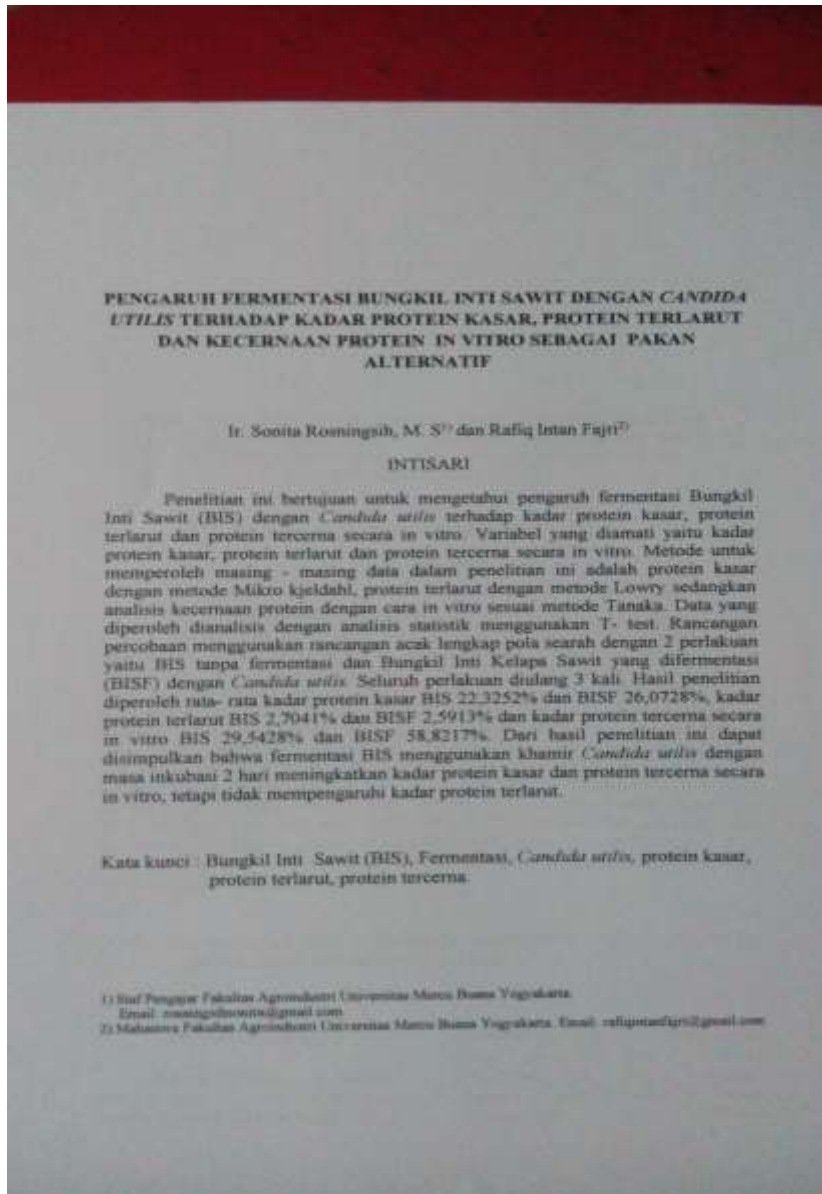 PENGARUH FERMENTASI BUNGKIL INTI SAWIT DENGAN CANDIDA
UTILIS TERHADAP KADAR PROTEIN KASAR, PROTEIN TERLARUT
DAN KECERNAAN PROTEIN IN VITRO SEBAGAI PAKAN
ALTERNATIF
Ir. Sonita Rosningsih, M. S¹⁾ dan Rafiq Intan Fajri²⁾
INTISARI
Penelitian ini bertujuan untuk mengetahui pengaruh fermentasi Bungkil
Inti Sawit (BIS) dengan Candida utilis terhadap kadar protein kasar, protein
terlarut dan protein tercerna secara in vitro. Variabel yang diamati yaitu kadar
protein kasar, protein terlarut dan protein tercerna secara in vitro. Metode untuk
memperoleh masing - masing data dalam penelitian ini adalah protein kasar
dengan metode Mikro kjeldahl, protein terlarut dengan metode Lowry sedangkan
analisis kecernaan protein dengan cara in vitro sesuai metode Tanaka. Data yang
diperoleh dianalisis dengan analisis statistik menggunakan T- test. Rancangan
percobaan menggunakan rancangan acak lengkap pola searah dengan 2 perlakuan
yaitu BIS tanpa fermentasi dan Bungkil Inti Kelapa Sawit yang difermentasi
(BISF) dengan Candida utilis. Seluruh perlakuan diulang 3 kali. Hasil penelitian
diperoleh rata- rata kadar protein kasar BIS 22,3252% dan BISF 26,0728%, kadar
protein terlarut BIS 2,7041% dan BISF 2,5913% dan kadar protein tercerna secara
in vitro BIS 29,5428% dan BISF 58,8217%. Dari hasil penelitian ini dapat
disimpulkan bahwa fermentasi BIS menggunakan khamir Candida utilis dengan
masa inkubasi 2 hari meningkatkan kadar protein kasar dan protein tercerna secara
in vitro, tetapi tidak mempengaruhi kadar protein terlarut.
Kata kunci : Bungkil Inti Sawit (BIS), Fermentasi, Candida utilis, protein kasar,
protein terlarut, protein tercerna.
1) Staf Pengajar Fakultas Agroindustri Universitas Mercu Buana Yogyakarta.
Email:
2) Mahasiswa Fakultas Agroindustri Universitas Mercu Buana Yogyakarta. Email: rafiqintanfajri@gmail.com